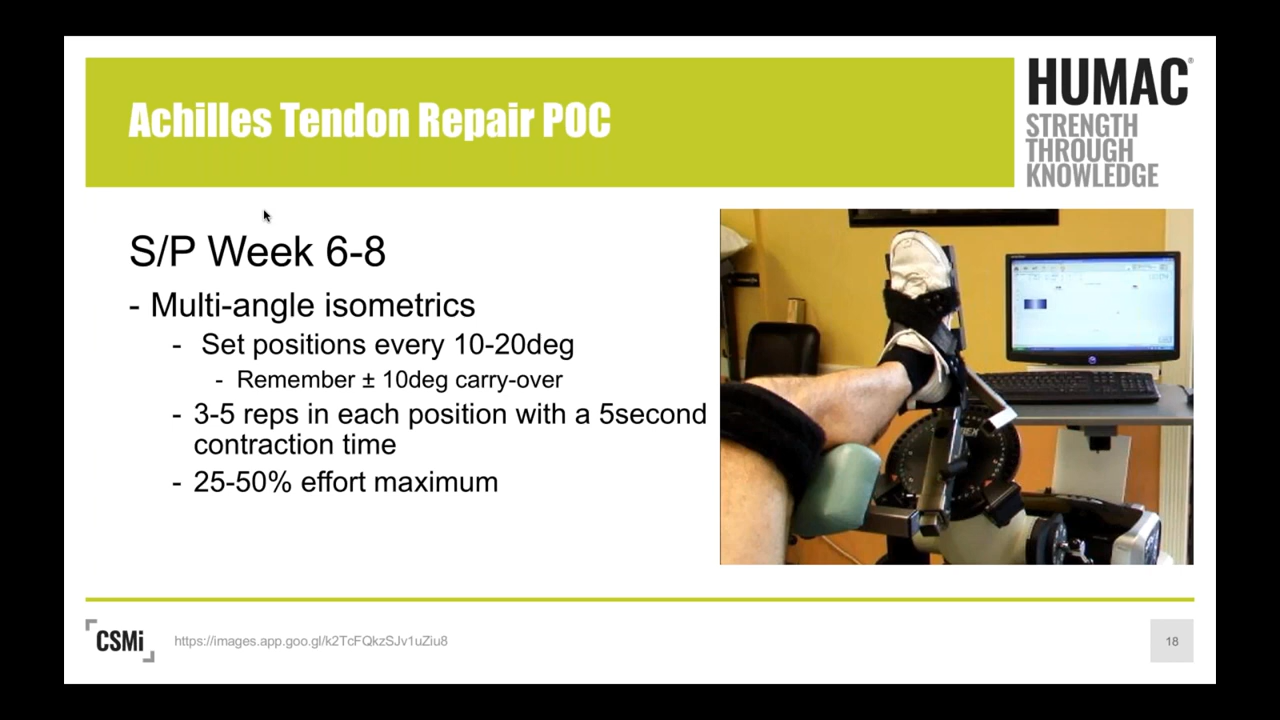 Achilles Tendon Repair POC
HUMAC®
STRENGTH
THROUGH
KNOWLEDGE
S/P Week 6-8
- Multi-angle isometrics
- Set positions every 10-20deg
- Remember ± 10deg carry-over
- 3-5 reps in each position with a 5second
contraction time
- 25-50% effort maximum
CSMi
https://images.app.goo.gl/k2TcFQkzSJv1uZiu8
18